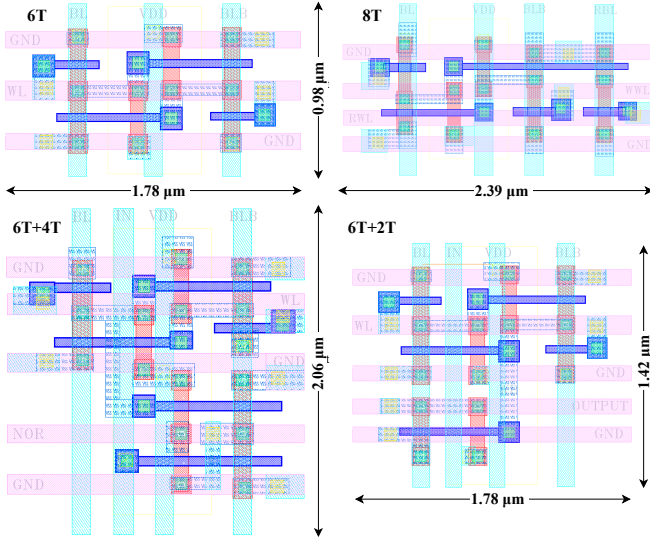 6T
BL VDD BLB
GND
WL
GND
0.98 μm
1.78 μm
8T
BL VDD BLB RBL
GND
WWL
RWL
GND
2.39 μm
6T+4T
BL IN VDD BLB
GND
WL
GND
NOR
GND
2.06 μm
6T+2T
BL IN VDD BLB
GND
WL
GND
OUTPUT
GND
1.42 μm
1.78 μm